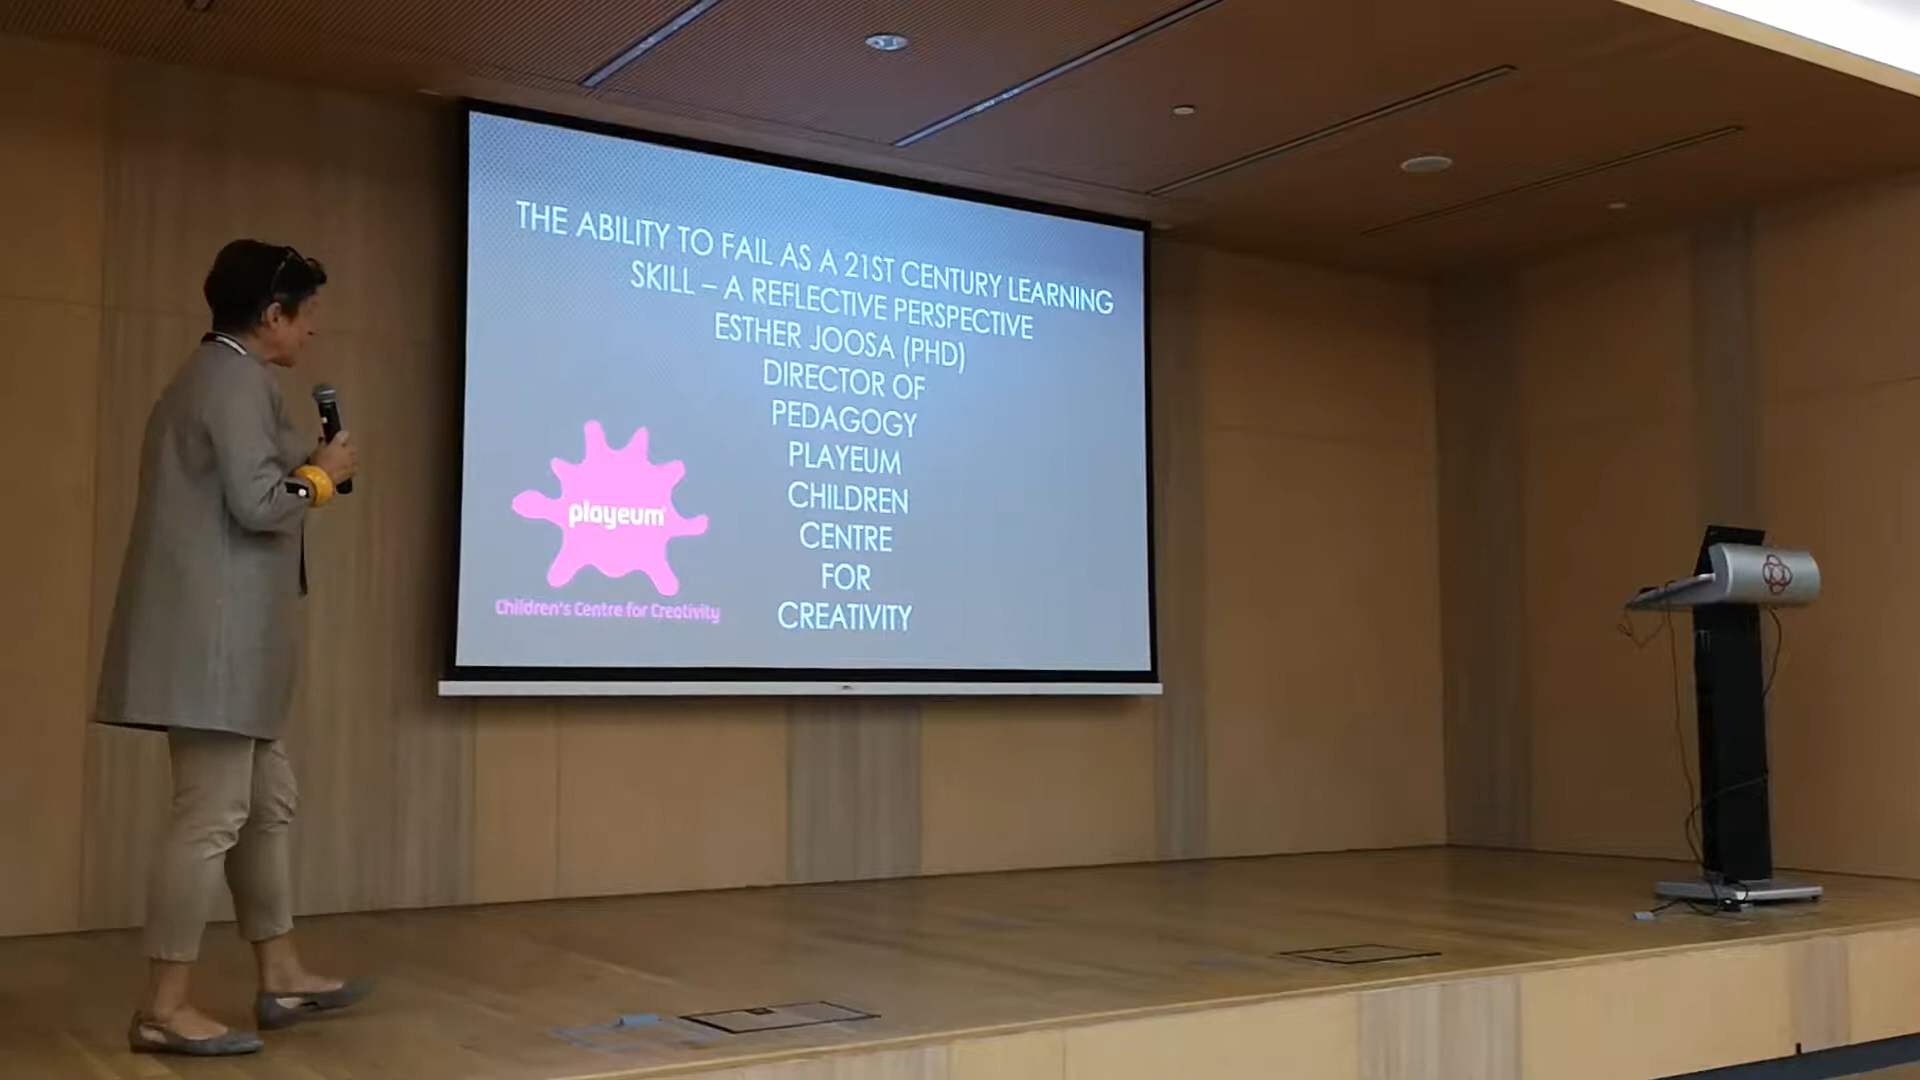 THE ABILITY TO FAIL AS A 21ST CENTURY LEARNING
SKILL – A REFLECTIVE PERSPECTIVE
ESTHER JOOSA (PHD)
DIRECTOR OF
PEDAGOGY
PLAYEUM
CHILDREN
CENTRE
FOR
CREATIVITY
playeum
Children's Centre for Creativity